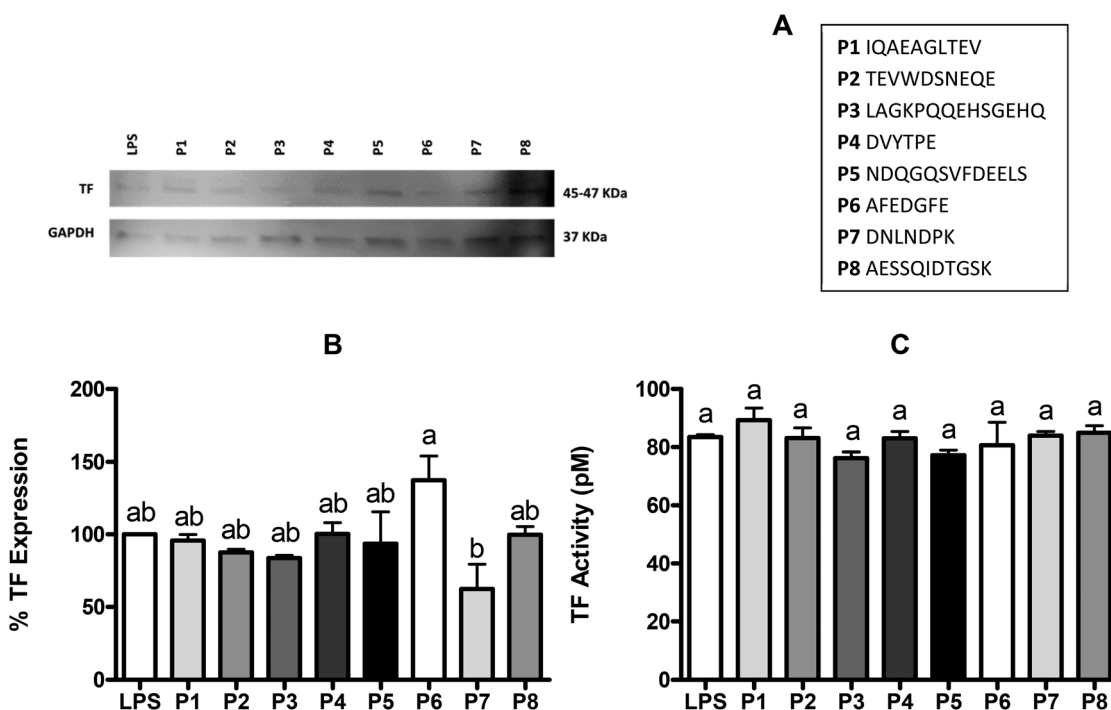 A
P1 IQAEAGLTEV
P2 TEVWDSNEQE
P3 LAGKPQQEHSGEHQ
P4 DVYTPE
P5 NDQGQSVFDEELS
P6 AFEDGFE
P7 DNLNDPK
P8 AESSQIDTGSK
LPS P1 P2 P3 P4 P5 P6 P7 P8
TF 45-47 KDa
GAPDH 37 KDa
B
% TF Expression
200
150
100
50
0
ab ab ab ab ab ab a b ab
LPS P1 P2 P3 P4 P5 P6 P7 P8
C
TF Activity (pM)
100
80
60
40
20
0
a a a a a a a a a
LPS P1 P2 P3 P4 P5 P6 P7 P8